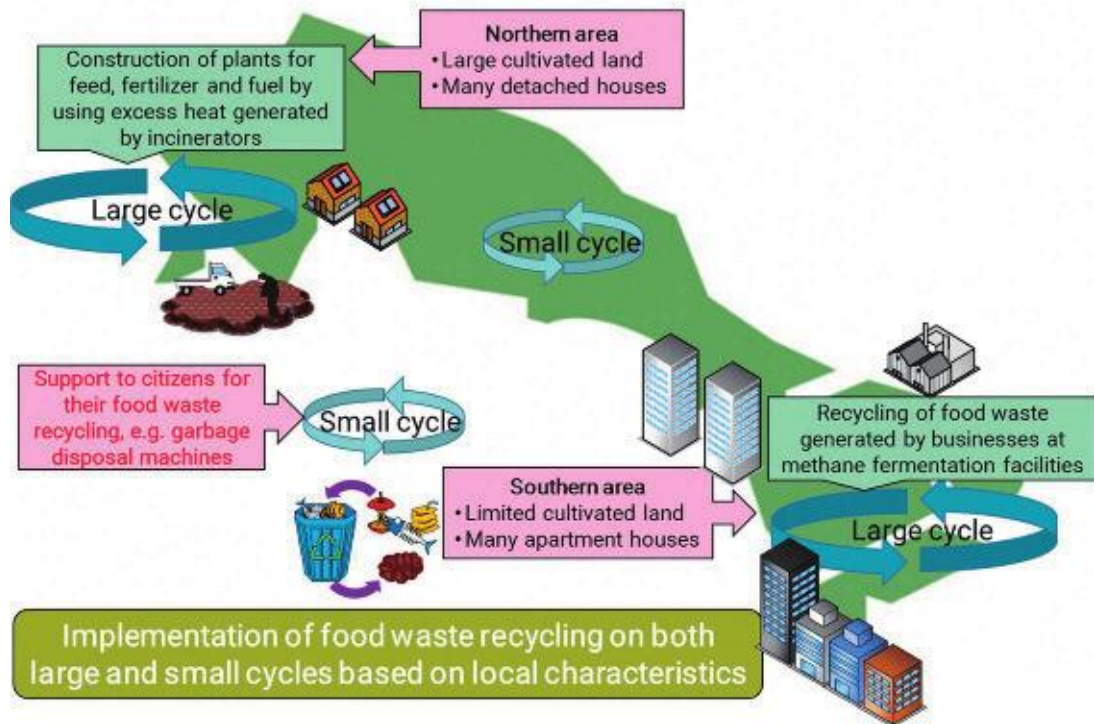 Northern area
• Large cultivated land
• Many detached houses
Construction of plants for
feed, fertilizer and fuel by
using excess heat generated
by incinerators
Large cycle
Small cycle
Support to citizens for
their food waste
recycling, e.g. garbage
disposal machines
Small cycle
Recycling of food waste
generated by businesses at
methane fermentation facilities
Southern area
• Limited cultivated land
• Many apartment houses
Large cycle
Implementation of food waste recycling on both
large and small cycles based on local characteristics